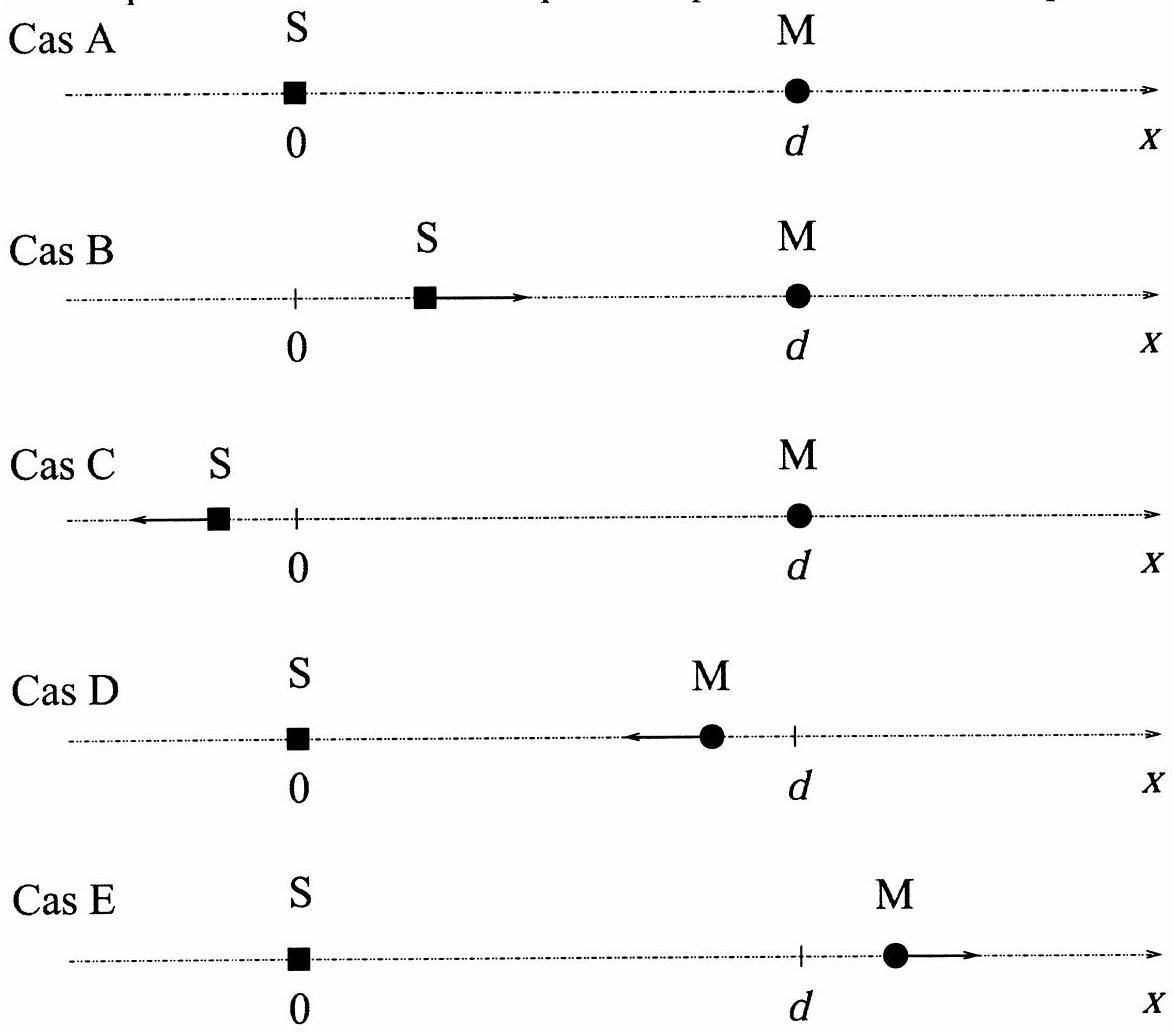 Cas A S M
0 d x
Cas B S M
0 d x
Cas C S M
0 d x
Cas D S M
0 d x
Cas E S M
0 d x